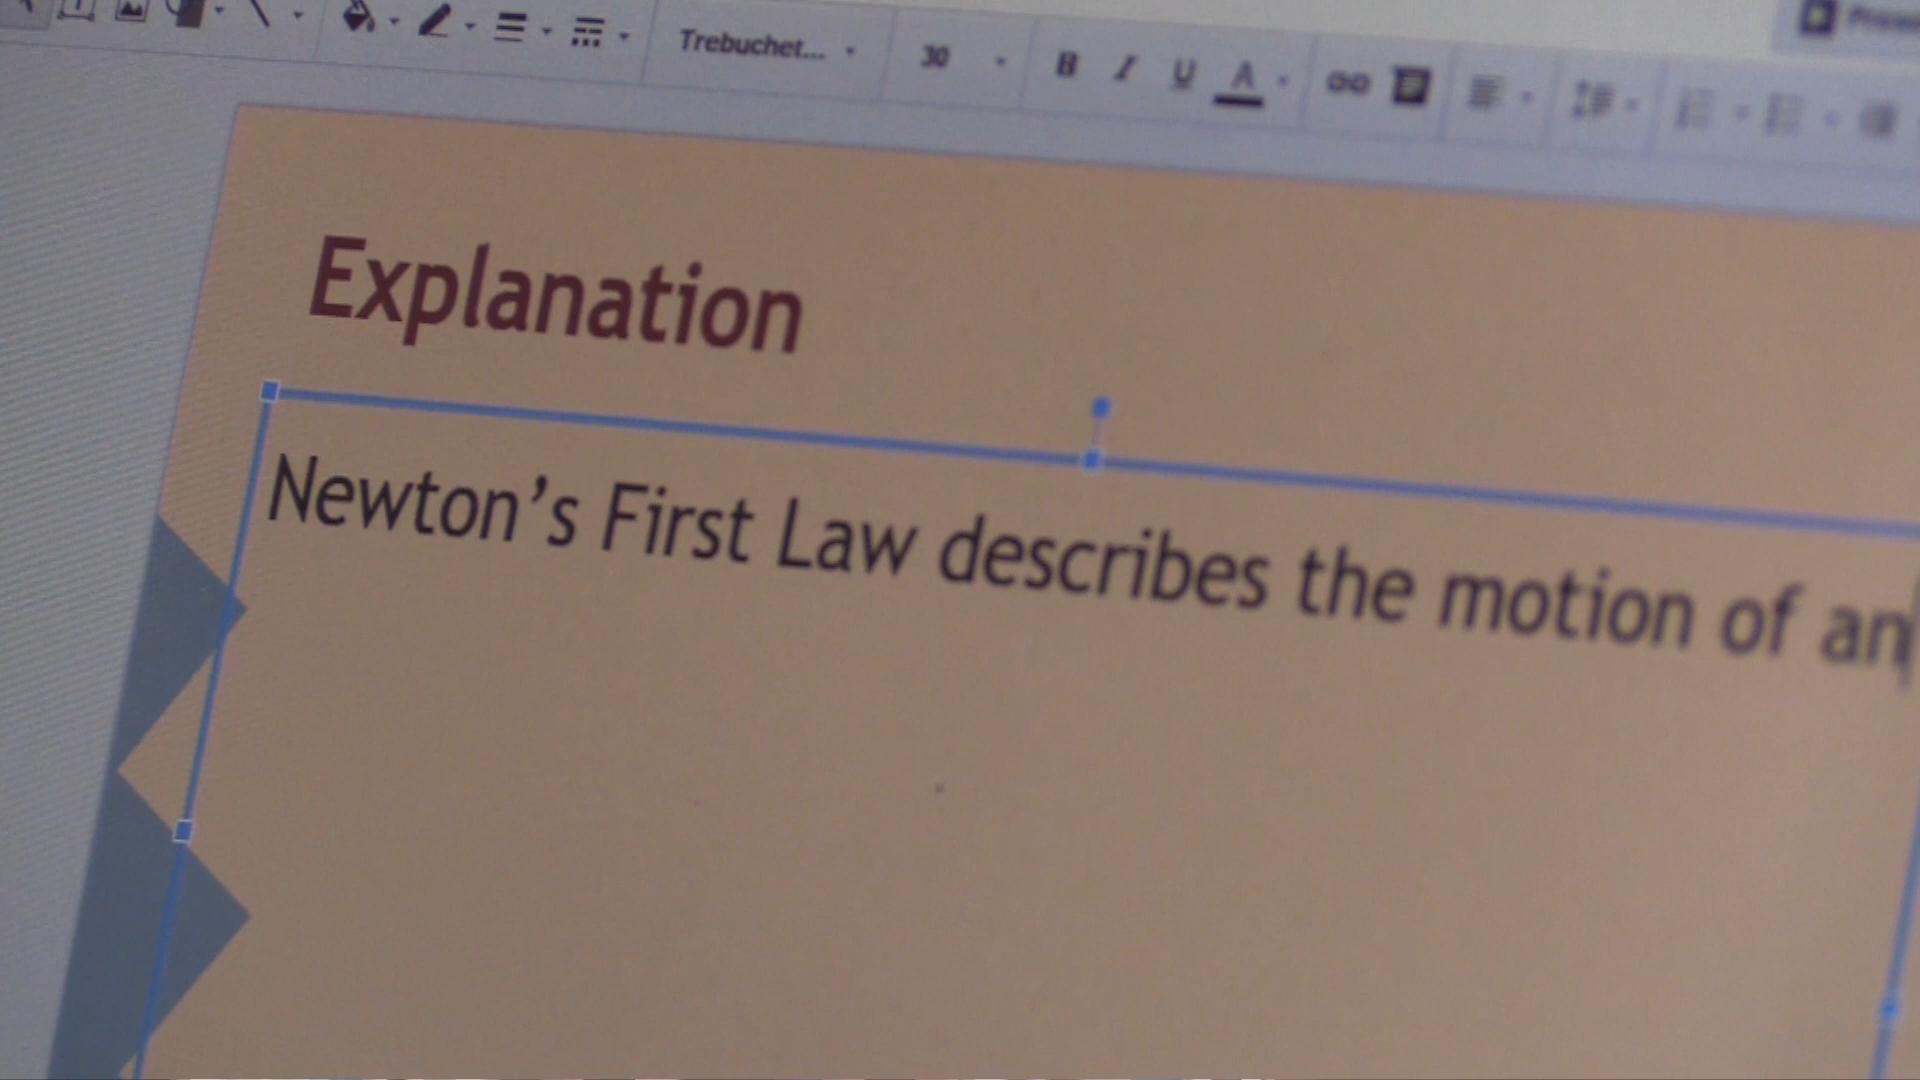 Trebuchet... 30 B I U A
Explanation
Newton’s First Law describes the motion of an